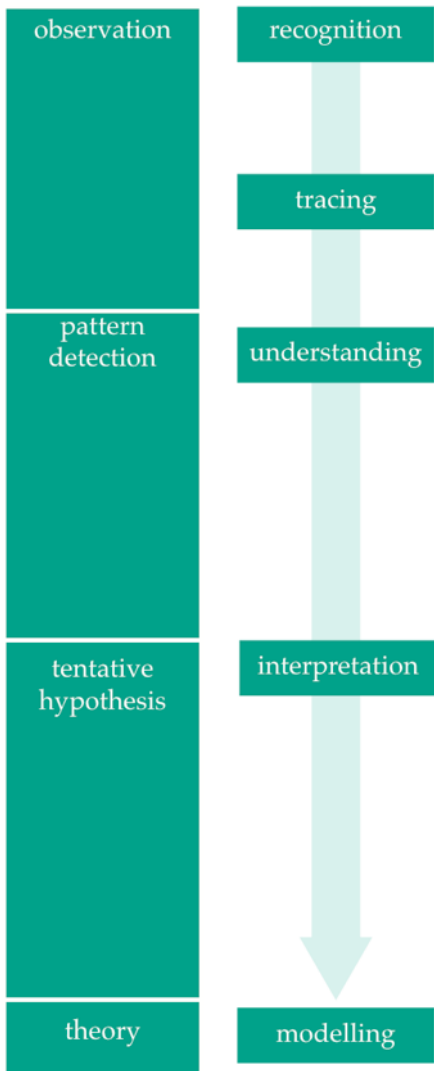 observation
recognition
tracing
pattern
detection
understanding
tentative
hypothesis
interpretation
theory
modelling